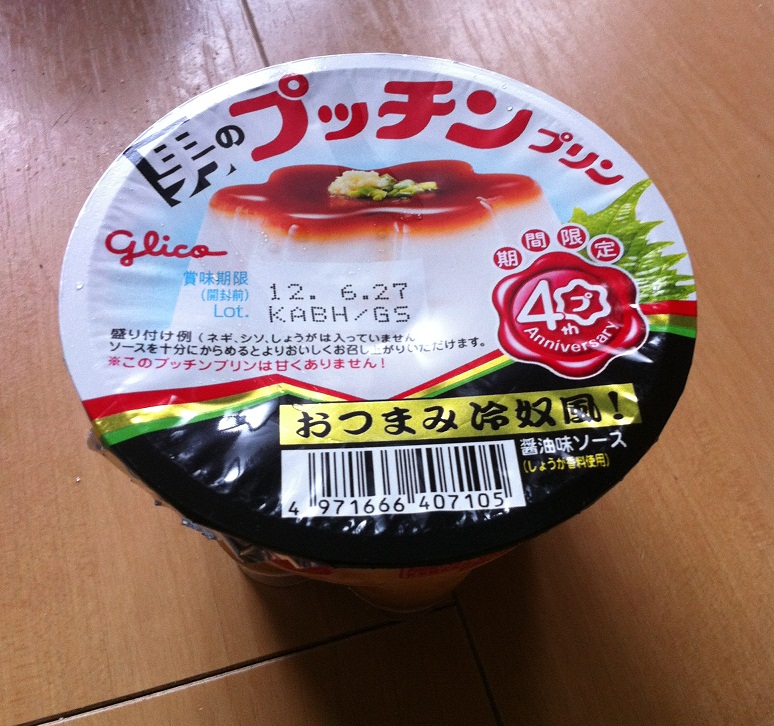 男のプッチンプリン
glico
期間限定
40プ
th
Anniversary
賞味期限
(開封前)
12. 6.27
Lot.
KABH/GS
盛り付け例(ネギ、シソ、しょうがは入っていません
ソースを十分にからめるとよりおいしくお召し上がりいただけます。
※このプッチンプリンは甘くありません!
おつまみ冷奴風!
醤油味ソース
(しょうが香料使用)
4 971666 407105